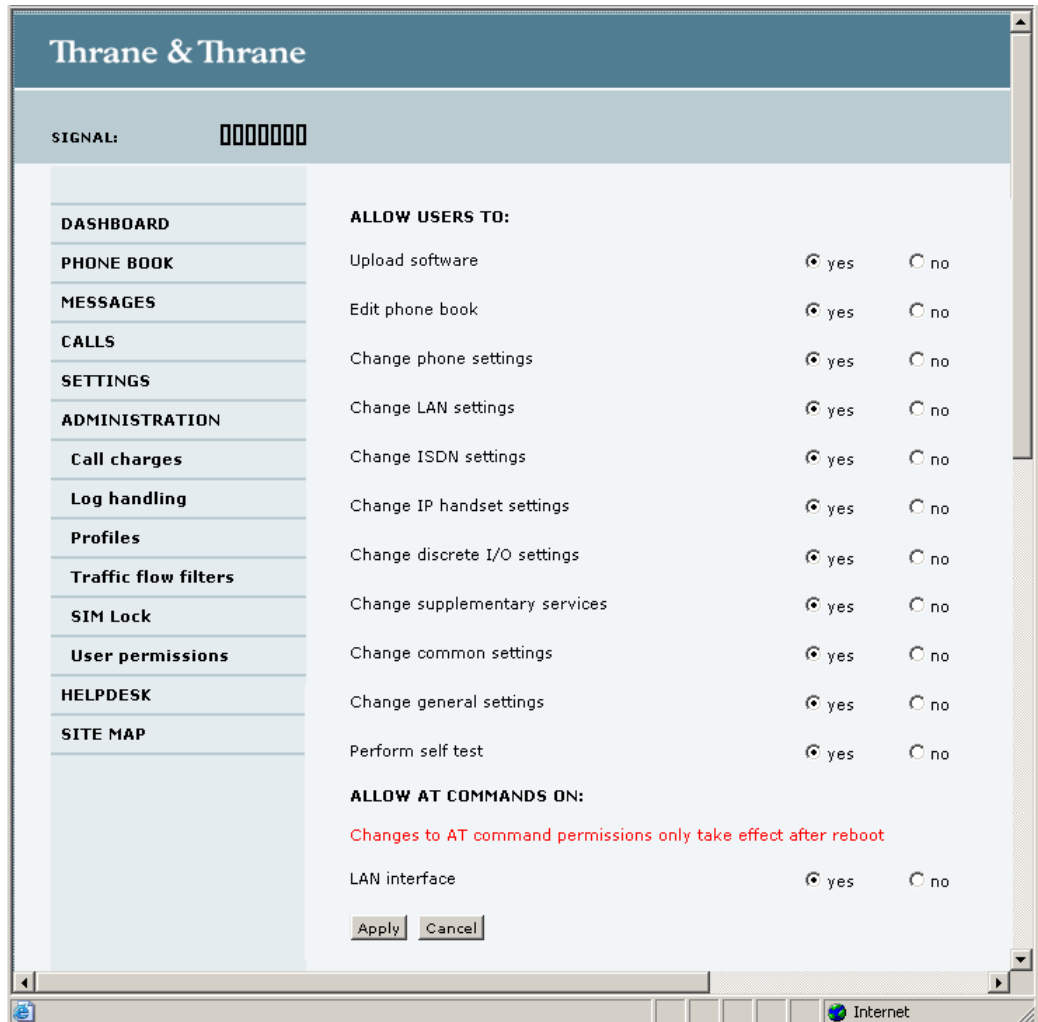 Thrane & Thrane
SIGNAL:
DASHBOARD
PHONE BOOK
MESSAGES
CALLS
SETTINGS
ADMINISTRATION
Call charges
Log handling
Profiles
Traffic flow filters
SIM Lock
User permissions
HELPDESK
SITE MAP
ALLOW USERS TO:
Upload software yes no
Edit phone book yes no
Change phone settings yes no
Change LAN settings yes no
Change ISDN settings yes no
Change IP handset settings yes no
Change discrete I/O settings yes no
Change supplementary services yes no
Change common settings yes no
Change general settings yes no
Perform self test yes no
ALLOW AT COMMANDS ON:
Changes to AT command permissions only take effect after reboot
LAN interface yes no
Apply Cancel
Internet